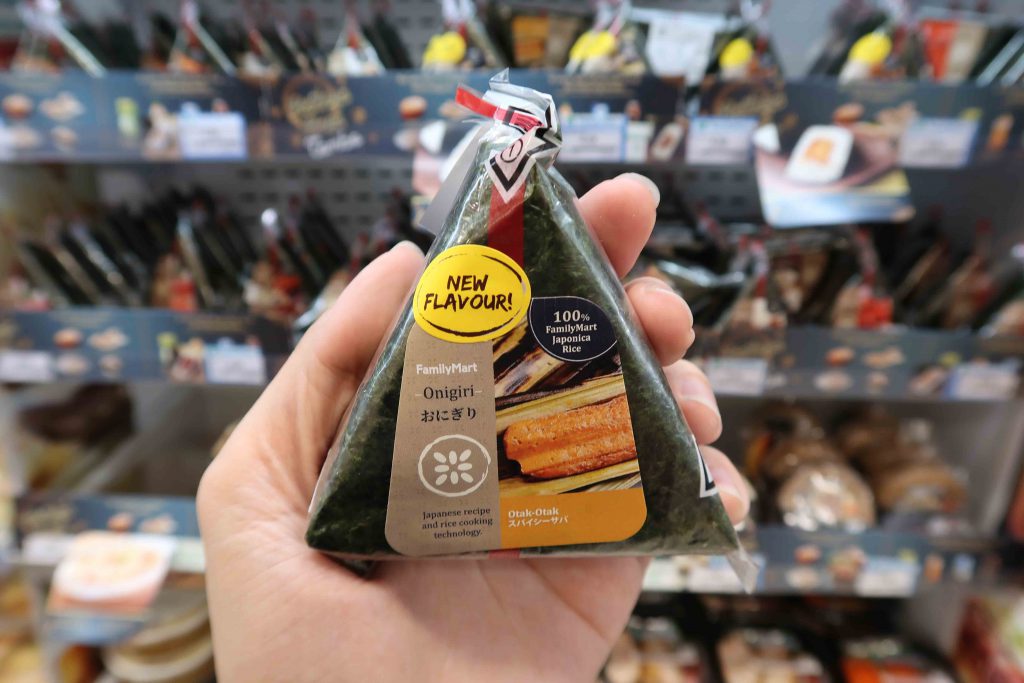 NEW
FLAVOUR!
100%
FamilyMart
Japonica
Rice
FamilyMart
Onigiri
おにぎり
Japanese recipe
and rice cooking
technology.
Otak-Otak
スパイシーサバ